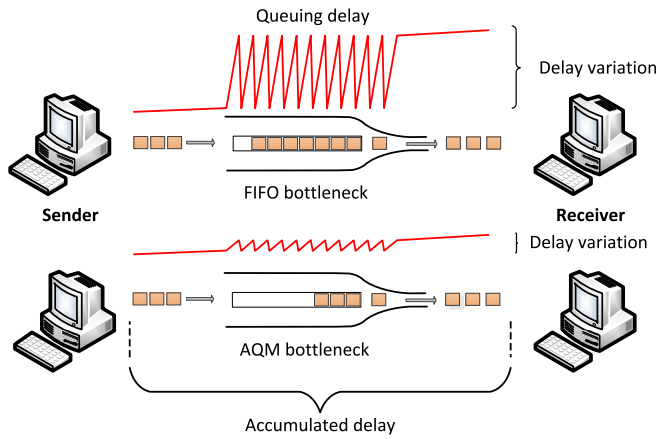 Queuing delay
Delay variation
FIFO bottleneck
Sender
Receiver
Delay variation
AQM bottleneck
Accumulated delay